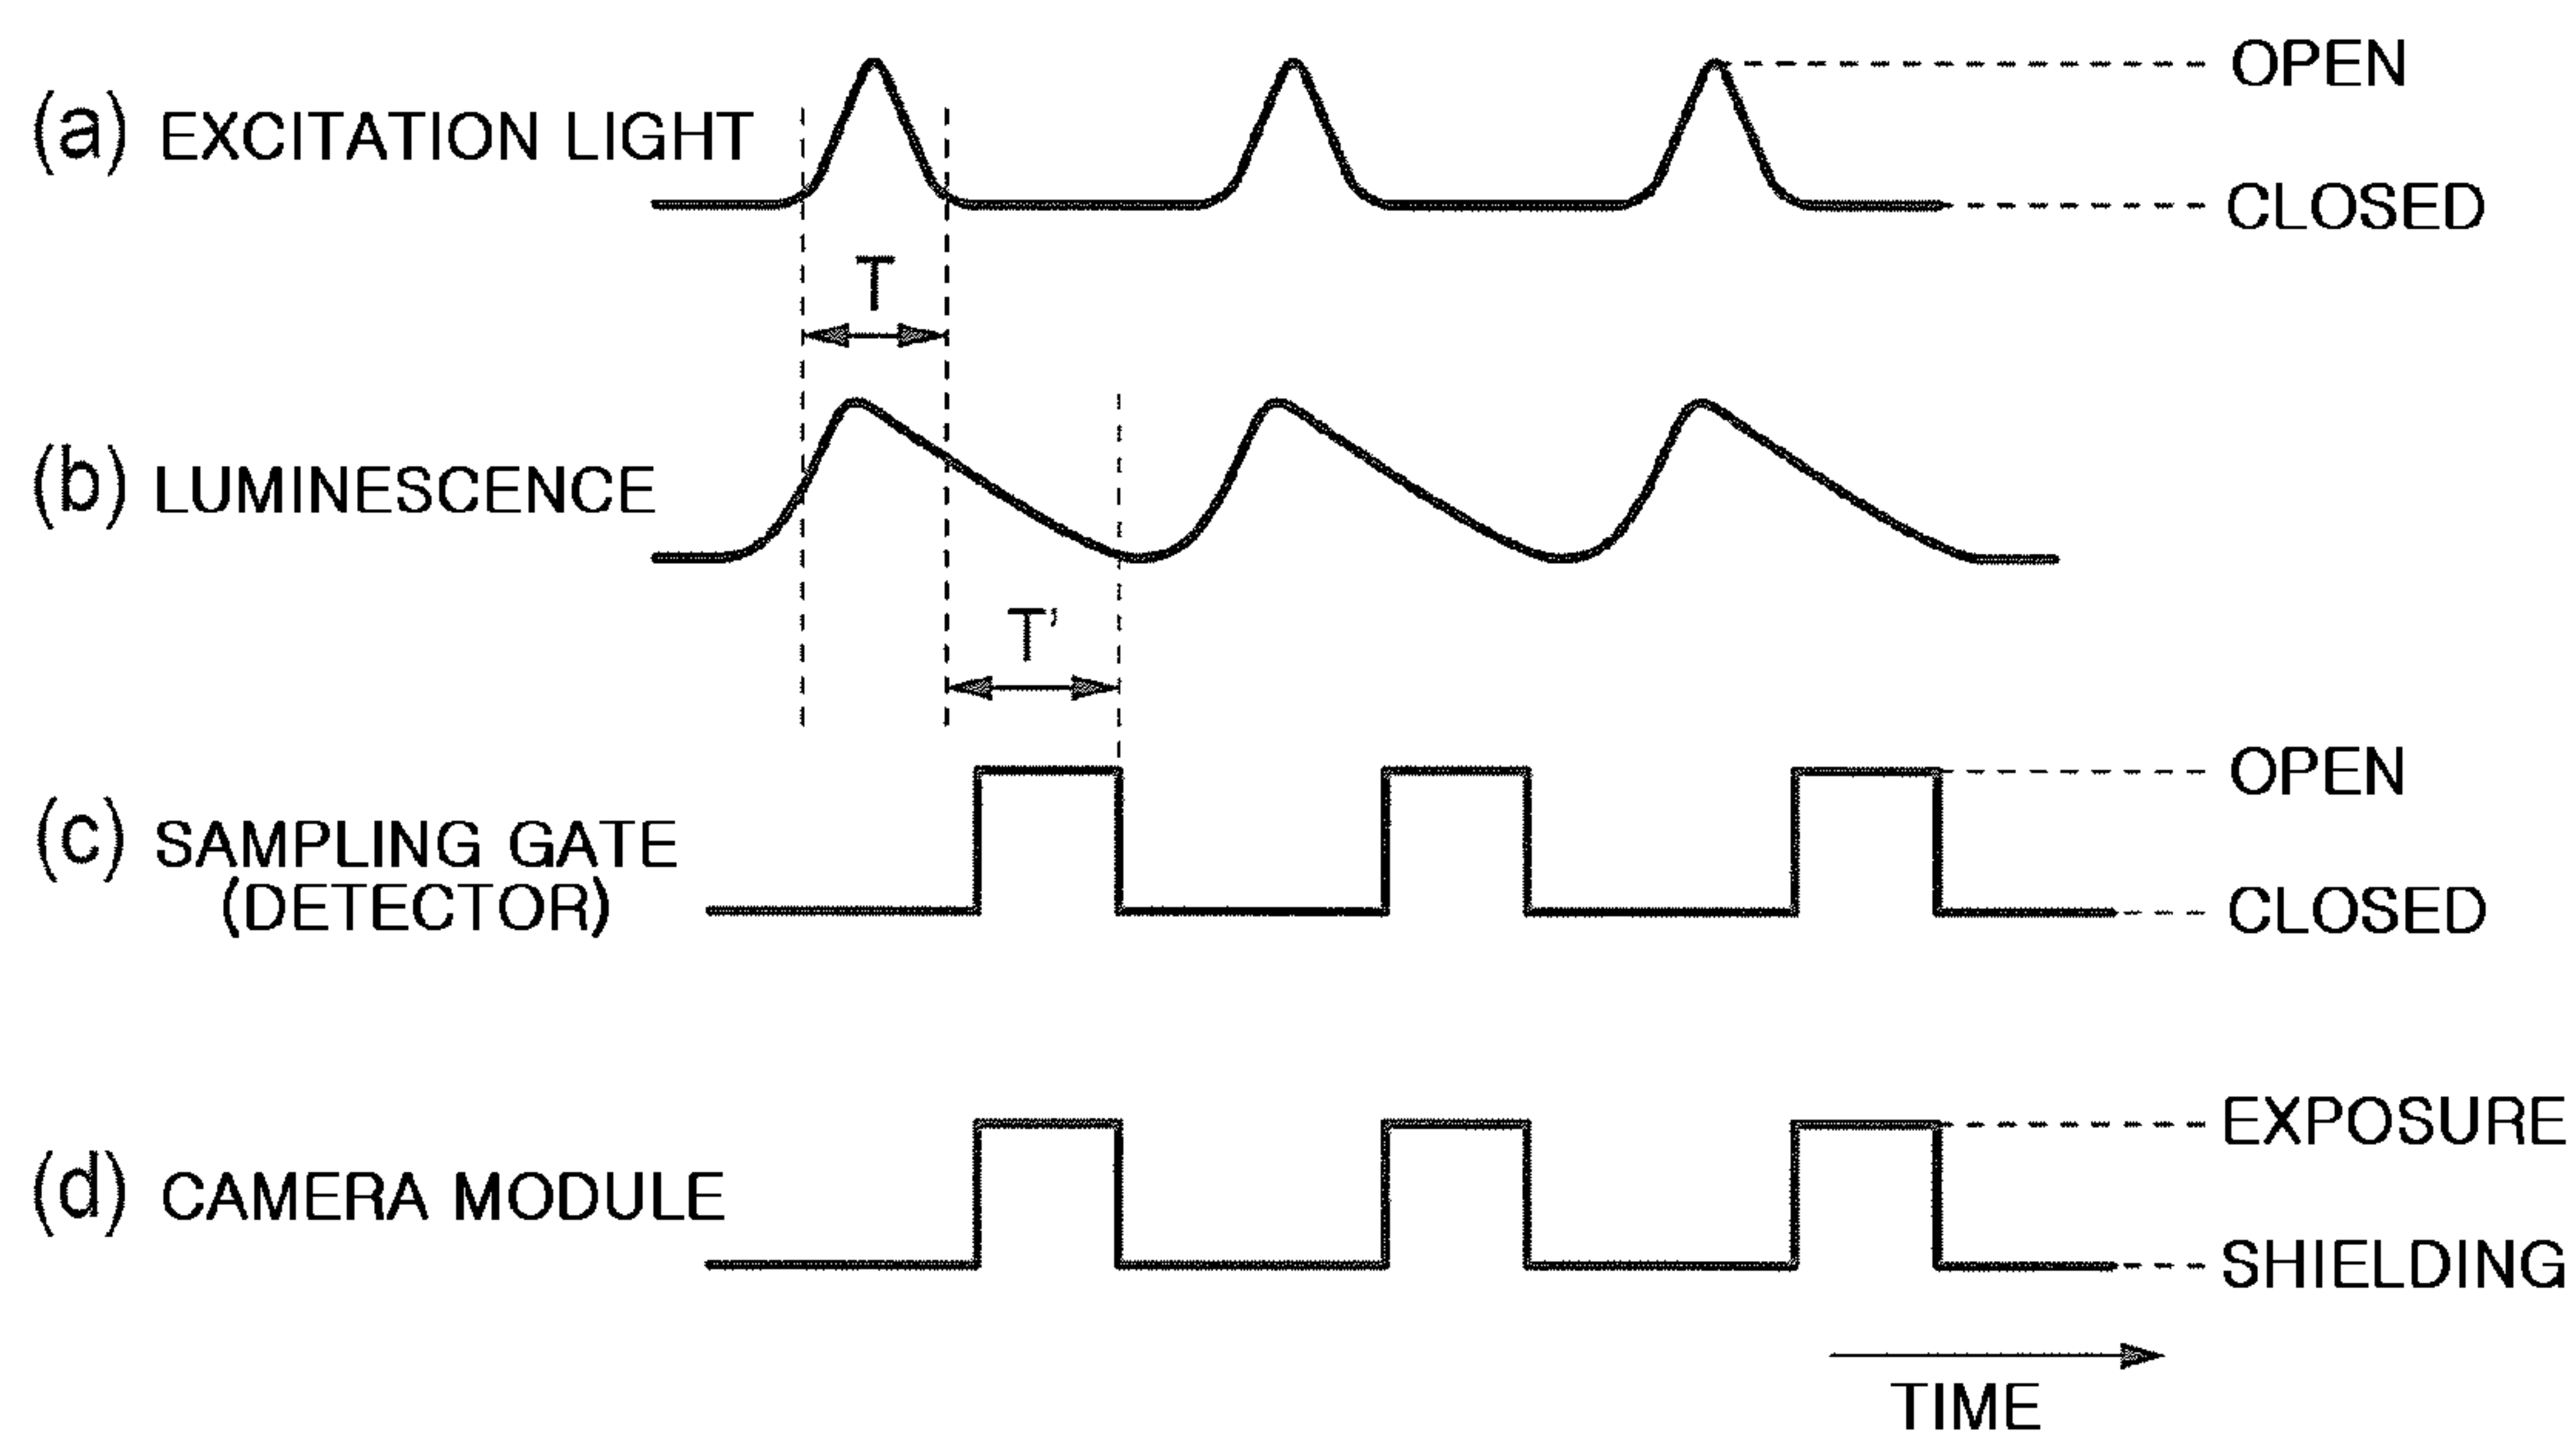 OPEN
(a) EXCITATION LIGHT
CLOSED
T
(b) LUMINESCENCE
T'
OPEN
(c) SAMPLING GATE
(DETECTOR)
CLOSED
EXPOSURE
(d) CAMERA MODULE
SHIELDING
TIME